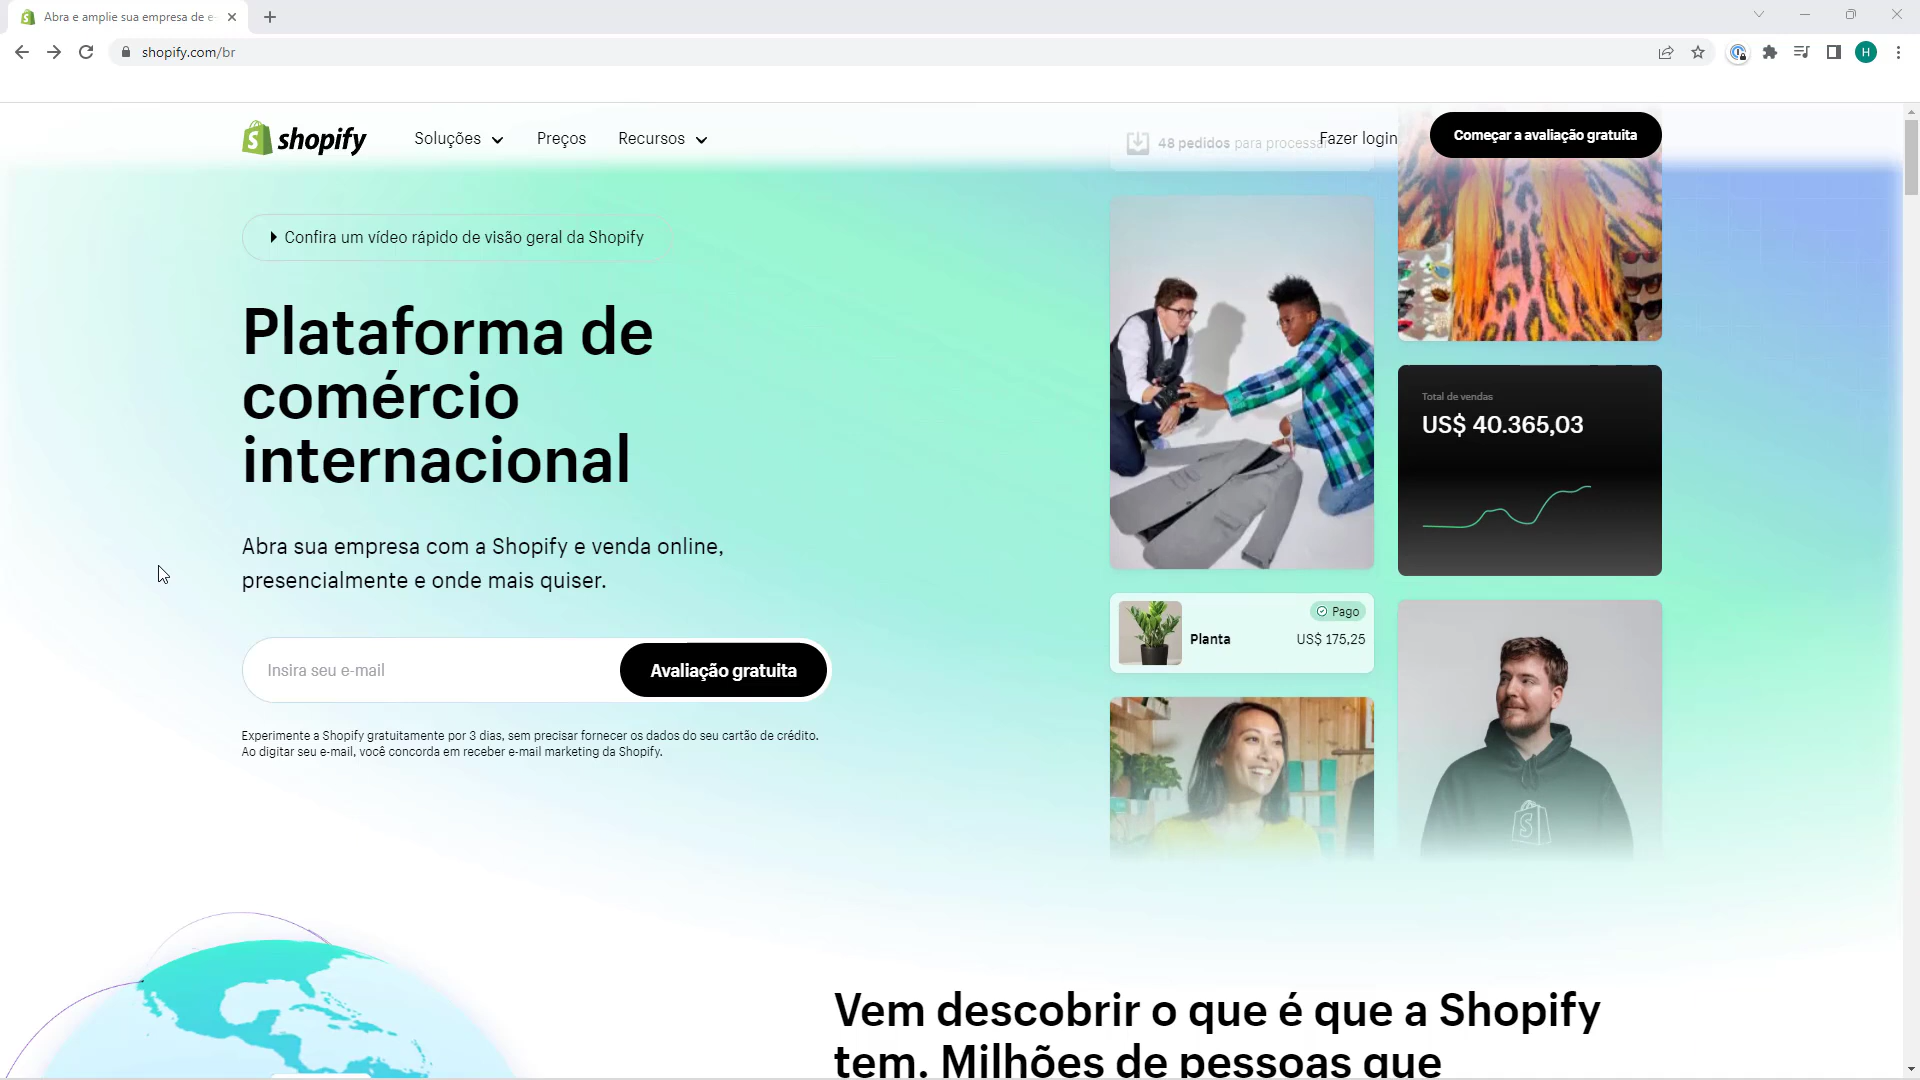 Abra e amplie sua empresa de e-
shopify.com/br
H
shopify
Soluções
Preços
Recursos
48 pedidos para processar
Fazer login
Começar a avaliação gratuita
Confira um vídeo rápido de visão geral da Shopify
Plataforma de
comércio
internacional
Abra sua empresa com a Shopify e venda online,
presencialmente e onde mais quiser.
Insira seu e-mail
Avaliação gratuita
Experimente a Shopify gratuitamente por 3 dias, sem precisar fornecer os dados do seu cartão de crédito.
Ao digitar seu e-mail, você concorda em receber e-mail marketing da Shopify.
Total de vendas
US$ 40.365,03
Pago
Planta
US$ 175,25
Vem descobrir o que é que a Shopify
tem. Milhões de pessoas que